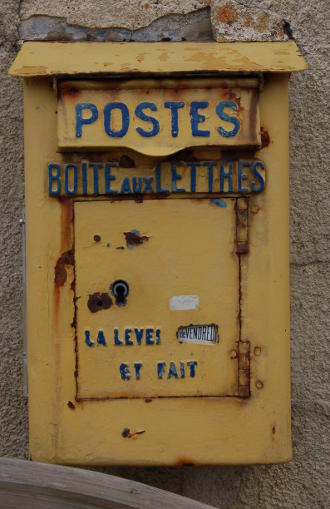 POSTES
BOITE AUX LETTRES
LA LEVEE VENDREDI
ET FAIT